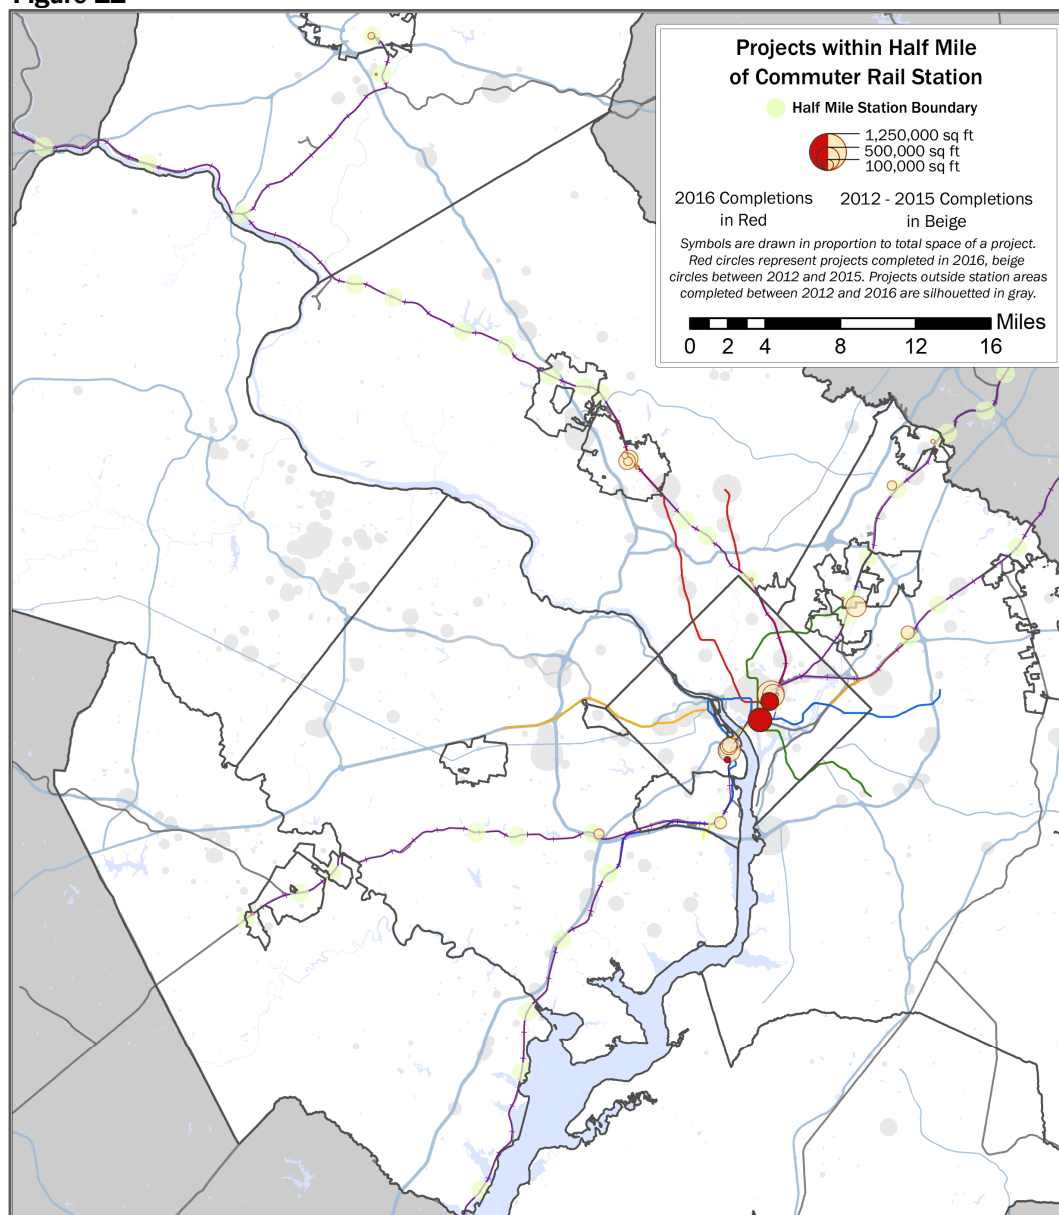 Figure 22
Projects within Half Mile
of Commuter Rail Station
Half Mile Station Boundary
1,250,000 sq ft
500,000 sq ft
100,000 sq ft
2016 Completions
in Red
2012 - 2015 Completions
in Beige
Symbols are drawn in proportion to total space of a project.
Red circles represent projects completed in 2016, beige
circles between 2012 and 2015. Projects outside station areas
completed between 2012 and 2016 are silhouetted in gray.
Miles
0 2 4 8 12 16